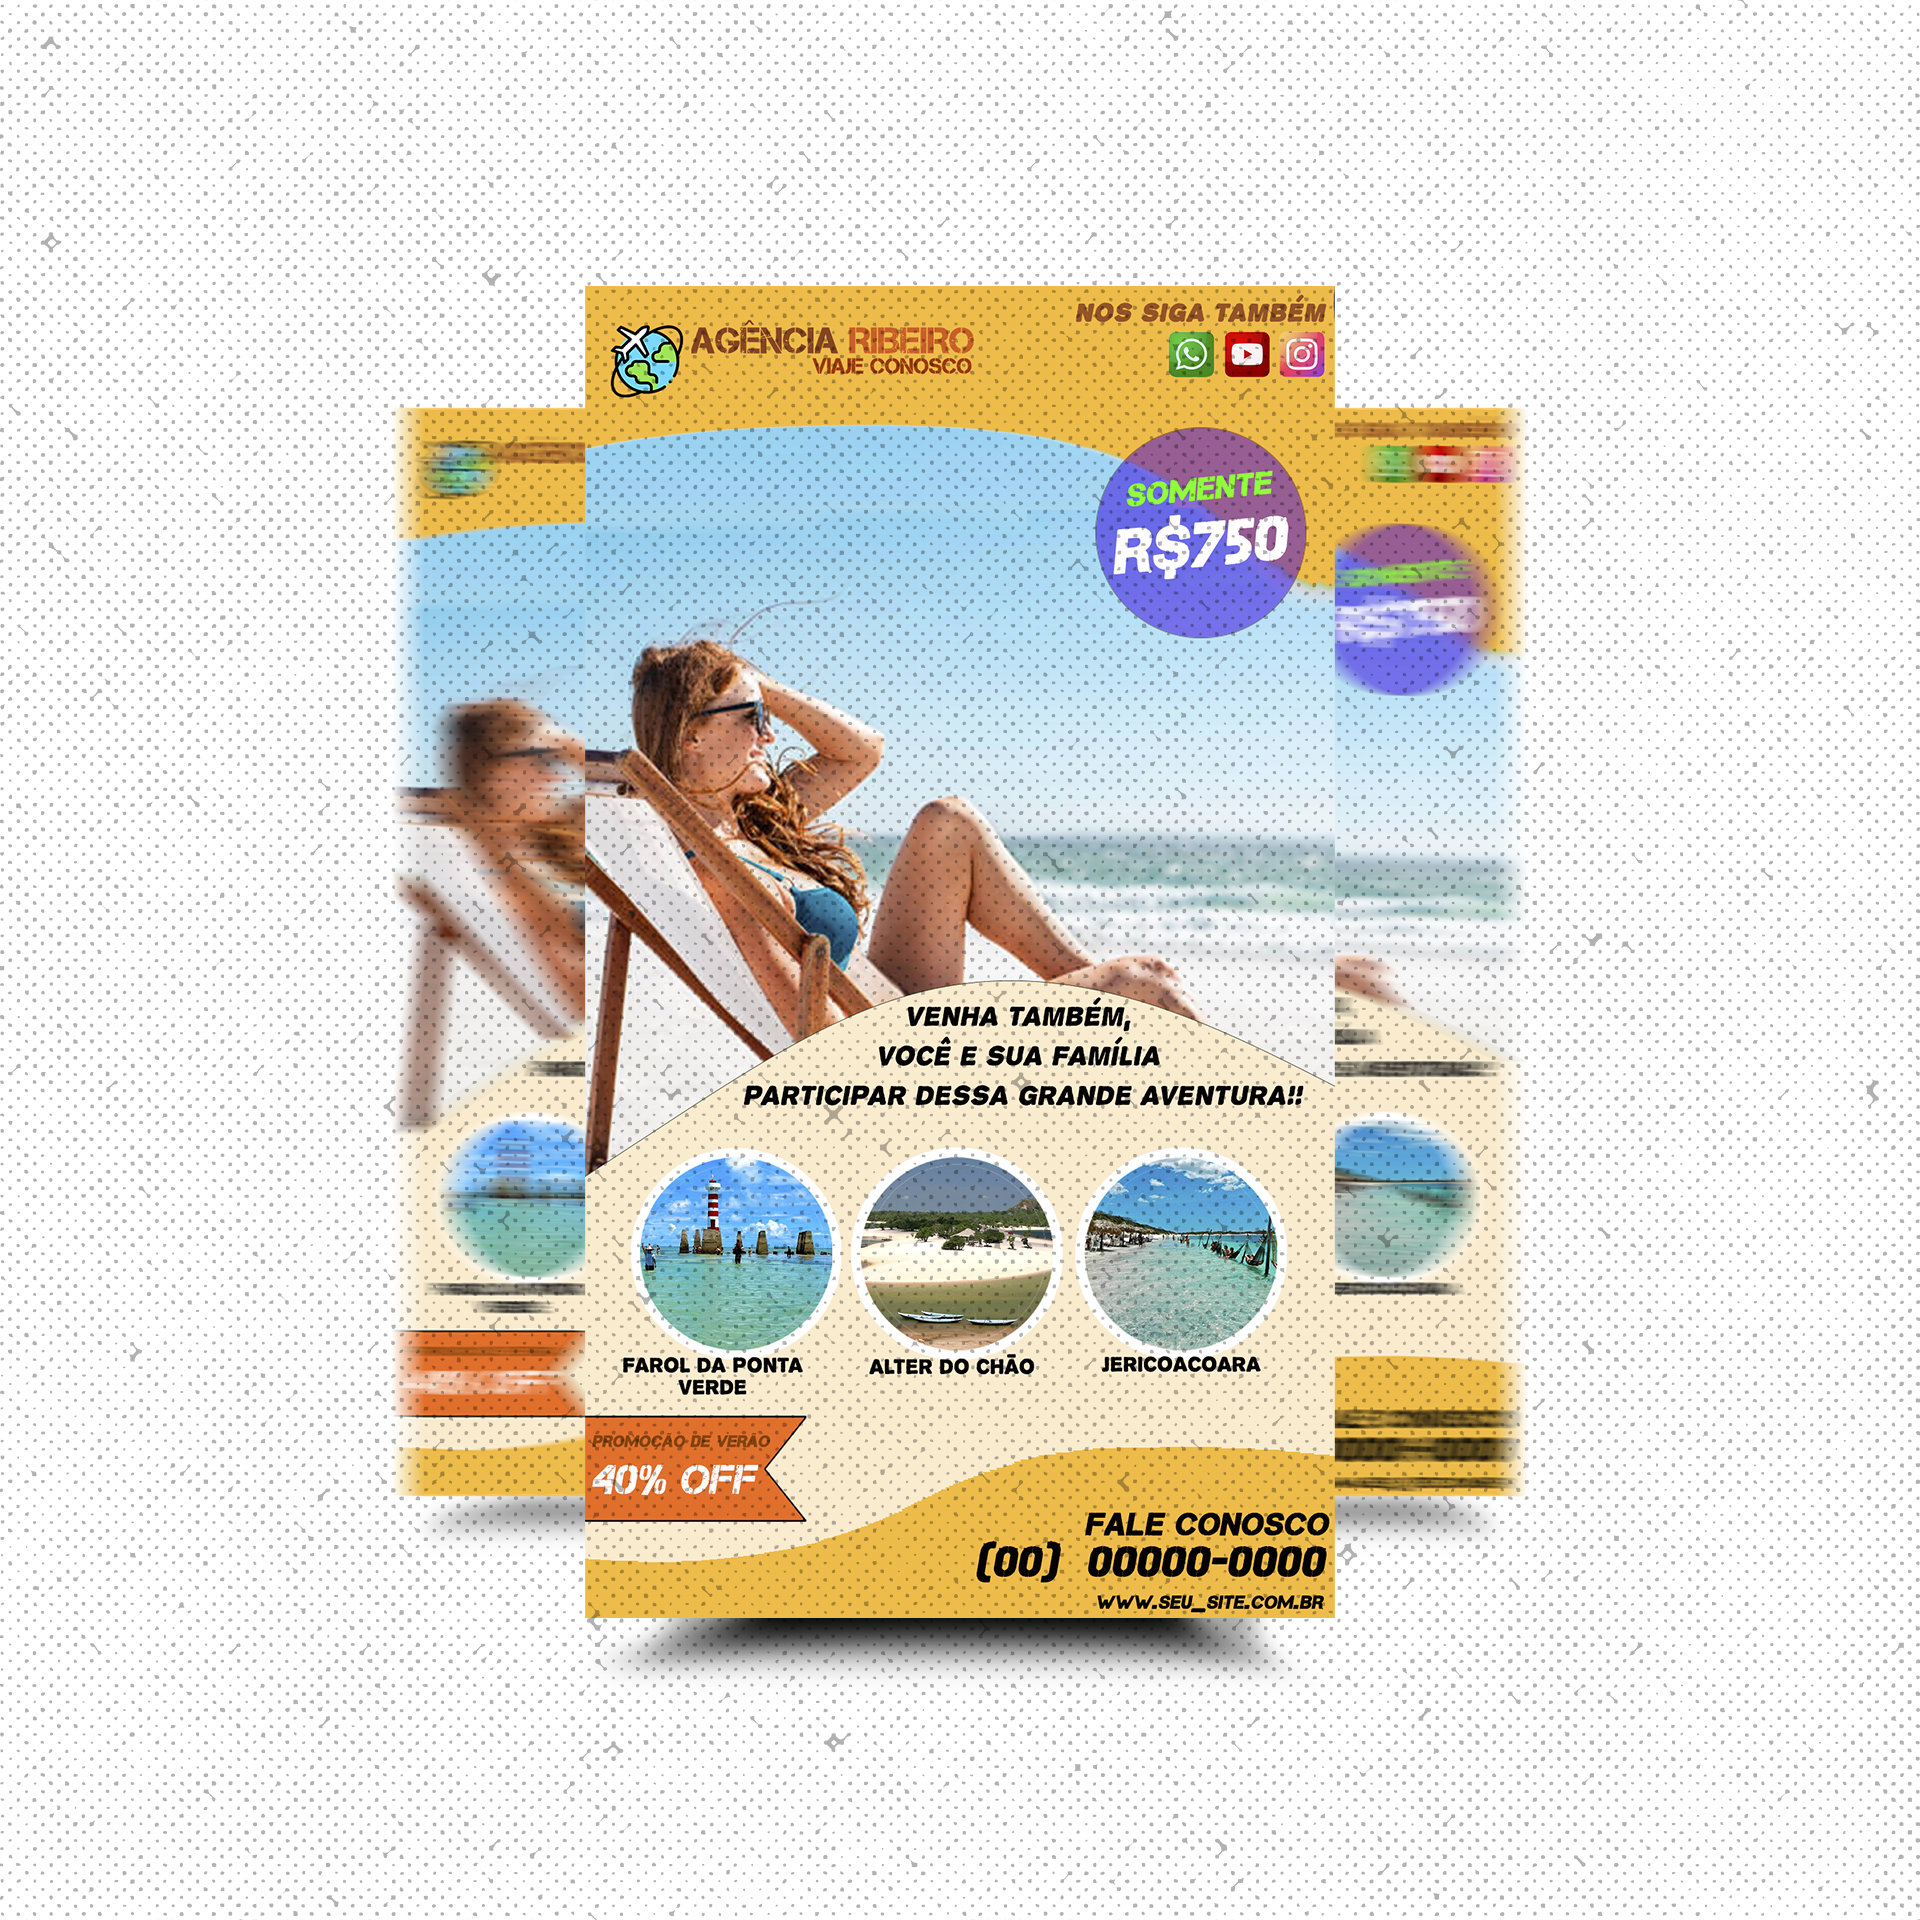 NOS SIGA TAMBÉM
AGÊNCIA RIBEIRO
VIAJE CONOSCO
SOMENTE
R$750
VENHA TAMBÉM,
VOCÊ E SUA FAMÍLIA
PARTICIPAR DESSA GRANDE AVENTURA!!
FAROL DA PONTA
VERDE
ALTER DO CHÃO
JERICOACOARA
PROMOÇÃO DE VERÃO
40% OFF
FALE CONOSCO
(00) 00000-0000
WWW.SEU_SITE.COM.BR